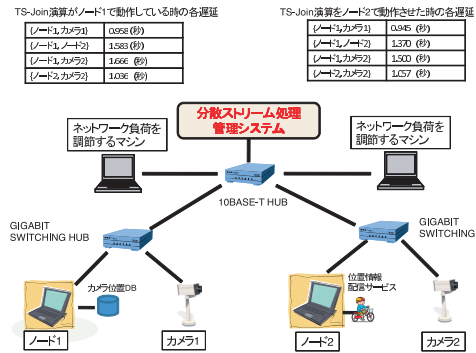 TS-Join演算がノード1で動作している時の各遅延
{ノード1,カメラ1} 0.958 (秒)
{ノード1,ノード2} 1.583 (秒)
{ノード1,カメラ2} 1.666 (秒)
{ノード2,カメラ2} 1.036 (秒)
TS-Join演算をノード2で動作させた時の各遅延
{ノード1,カメラ1} 0.945 (秒)
{ノード1,ノード2} 1.370 (秒)
{ノード1,カメラ2} 1.500 (秒)
{ノード2,カメラ2} 1.057 (秒)
分散ストリーム処理
管理システム
ネットワーク負荷を
調節するマシン
ネットワーク負荷を
調節するマシン
10BASE-T HUB
GIGABIT
SWITCHING HUB
GIGABIT
SWITCHING
カメラ位置DB
位置情報
配信サービス
ノード1
カメラ1
ノード2
カメラ2